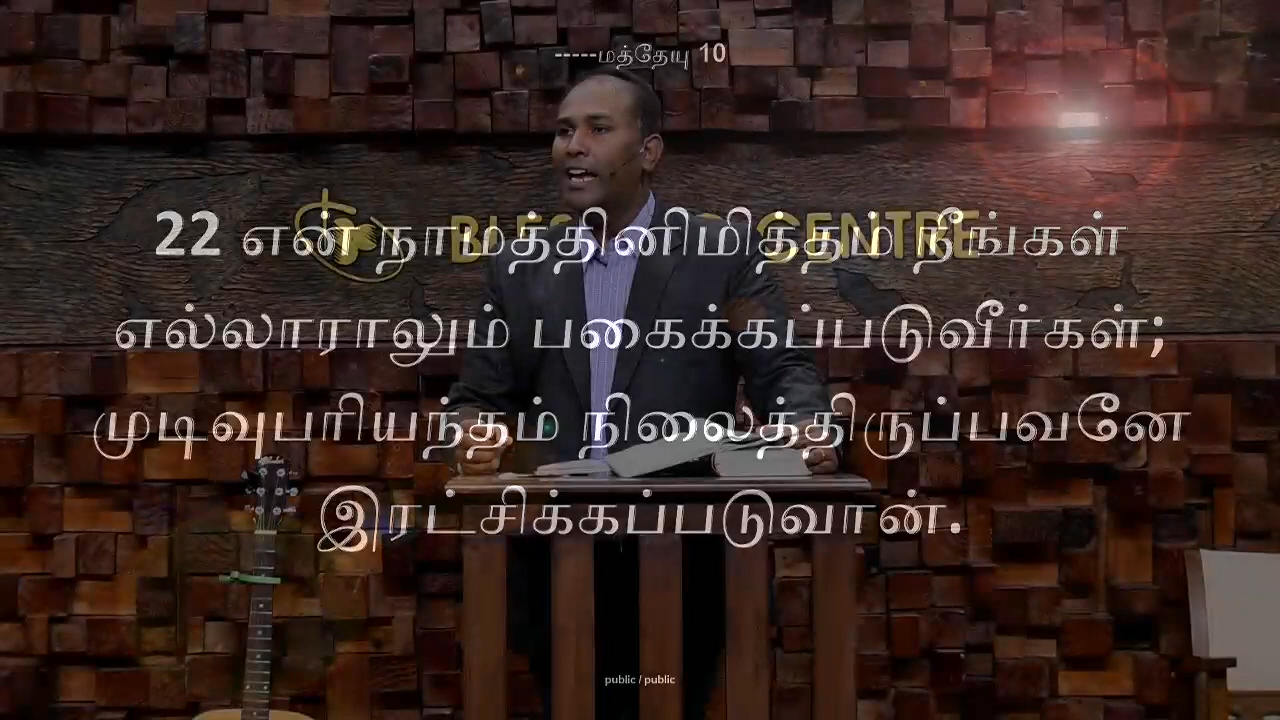 -----மத்தேயு 10
22 என் நாமத்தினிமித்தம் நீங்கள்
எல்லாராலும் பகைக்கப்படுவீர்கள்;
முடிவுபரியந்தம் நிலைத்திருப்பவனே
இரட்சிக்கப்படுவான்.
CENTRE
public / public